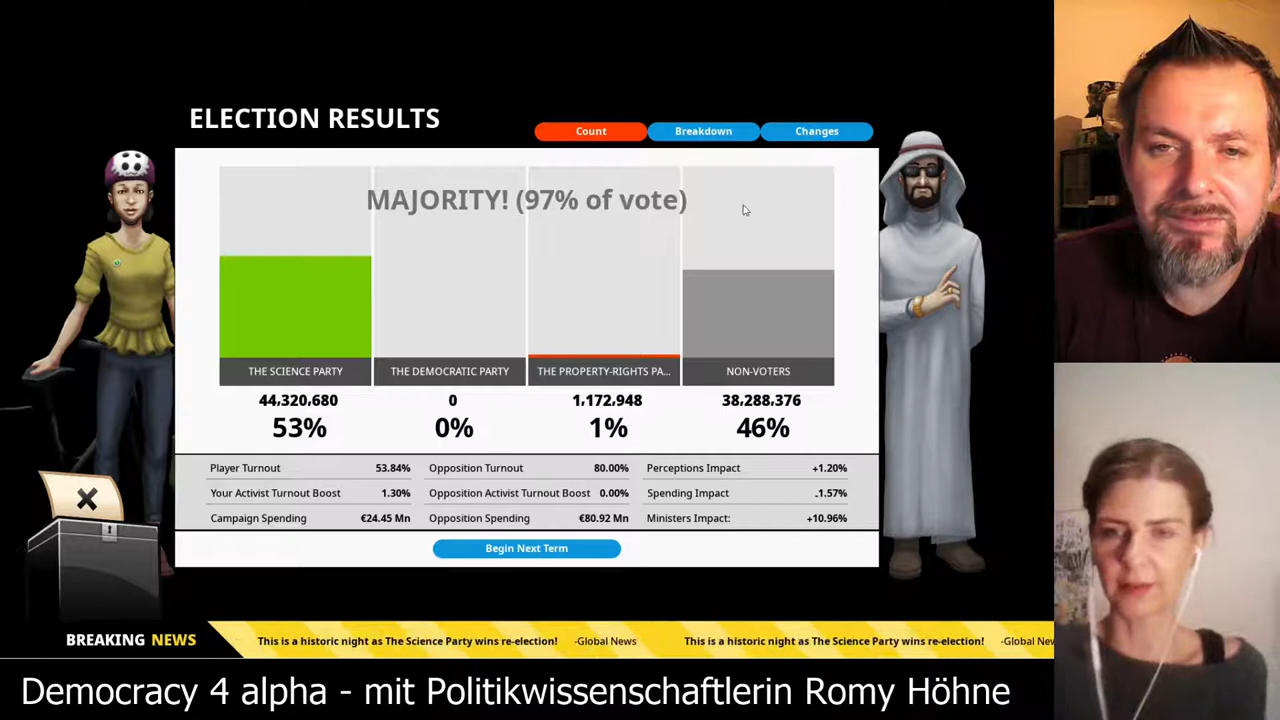 ELECTION RESULTS
Count
Breakdown
Changes
MAJORITY! (97% of vote)
THE SCIENCE PARTY
THE DEMOCRATIC PARTY
THE PROPERTY-RIGHTS PA...
NON-VOTERS
44,320,680
0
1,172,948
38,288,376
53%
0%
1%
46%
Player Turnout 53.84%
Opposition Turnout 80.00%
Perceptions Impact +1.20%
Your Activist Turnout Boost 1.30%
Opposition Activist Turnout Boost 0.00%
Spending Impact -1.57%
Campaign Spending €24.45 Mn
Opposition Spending €80.92 Mn
Ministers Impact: +10.96%
Begin Next Term
BREAKING NEWS
This is a historic night as The Science Party wins re-election! -Global News
This is a historic night as The Science Party wins re-election! -Global New
Democracy 4 alpha - mit Politikwissenschaftlerin Romy Höhne